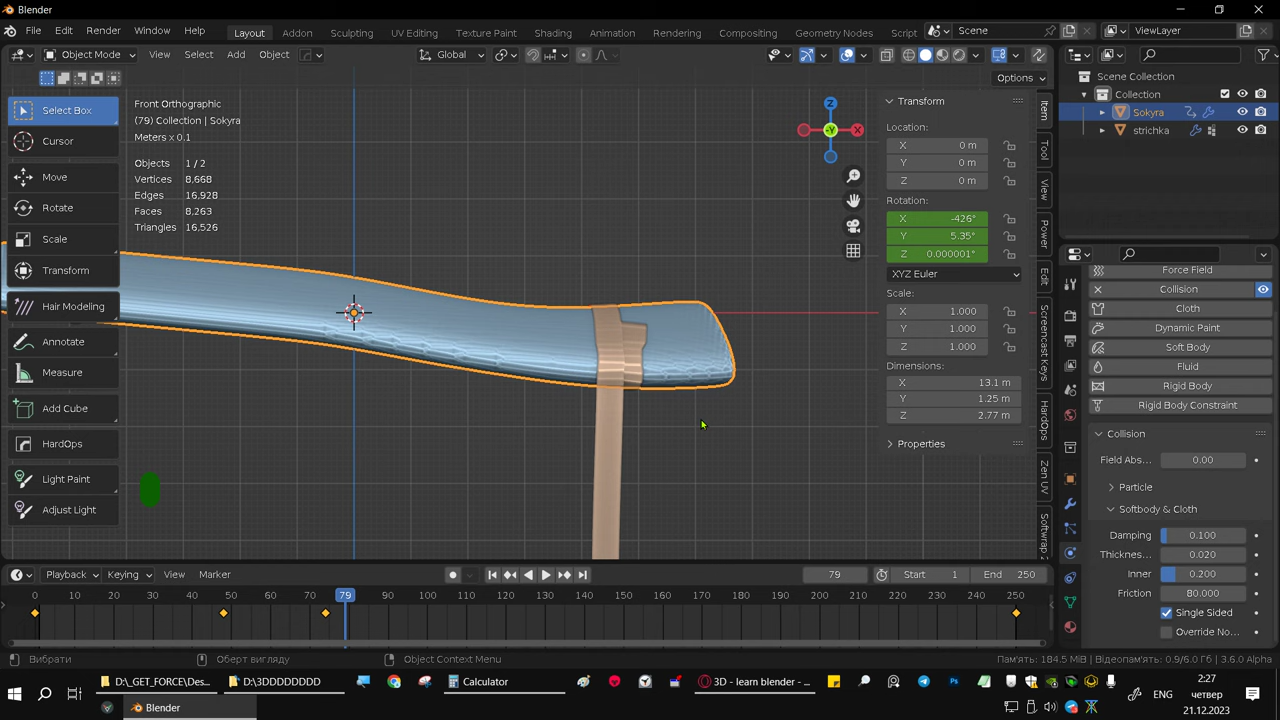 Blender
File Edit Render Window Help Layout Addon Sculpting UV Editing Texture Paint Shading Animation Rendering Compositing Geometry Nodes Script Scene ViewLayer
Object Mode View Select Add Object Global
Options
Select Box
Cursor
Move
Rotate
Scale
Transform
Hair Modeling
Annotate
Measure
Add Cube
HardOps
Light Paint
Adjust Light
Front Orthographic
(79) Collection | Sokyra
Meters x 0.1
Objects 1 / 2
Vertices 8,668
Edges 16,928
Faces 8,263
Triangles 16,526
Z
X
-Y
Transform
Location:
X 0 m
Y 0 m
Z 0 m
Rotation:
X -426°
Y 5.35°
Z 0.000001°
XYZ Euler
Scale:
X 1.000
Y 1.000
Z 1.000
Dimensions:
X 13.1 m
Y 1.25 m
Z 2.77 m
Properties
Item
Tool
View
Power
Edit
Screencast Keys
HardOps
Zen UV
Softwrap 2
Scene Collection
Collection
Sokyra
strichka
Force Field
Collision
Cloth
Dynamic Paint
Soft Body
Fluid
Rigid Body
Rigid Body Constraint
Collision
Field Abs... 0.00
Particle
Softbody & Cloth
Damping 0.100
Thicknes... 0.020
Inner 0.200
Friction 80.000
Single Sided
Override No...
Playback Keying View Marker 79 Start 1 End 250
0 10 20 30 40 50 60 70 79 90 100 110 120 130 140 150 160 170 180 190 200 210 220 230 240 250
Вибрати Оберт вигляду Object Context Menu Пам'ять: 184.5 MiB | Відеопам'ять: 0.9/6.0 Гб | 3.6.0 Alpha
D:\_GET_FORCE\Des... D:\3DDDDDDDD Calculator 3D - learn blender - ... Ps
Blender
ENG
2:27
четвер
21.12.2023